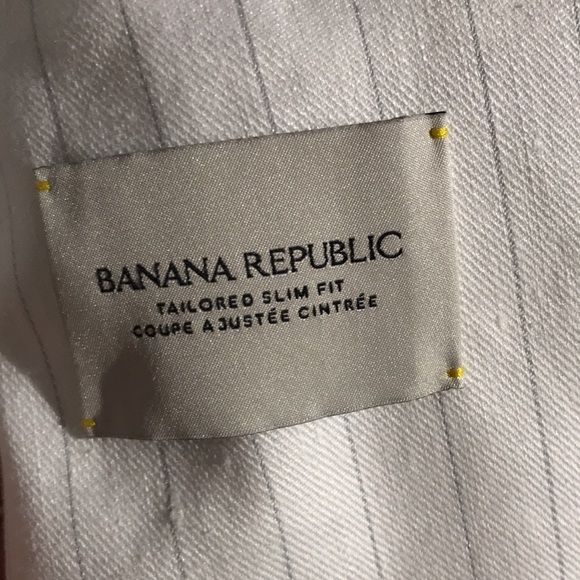 BANANA REPUBLIC
TAILORED SLIM FIT
COUPE AJUSTÉE CINTRÉE